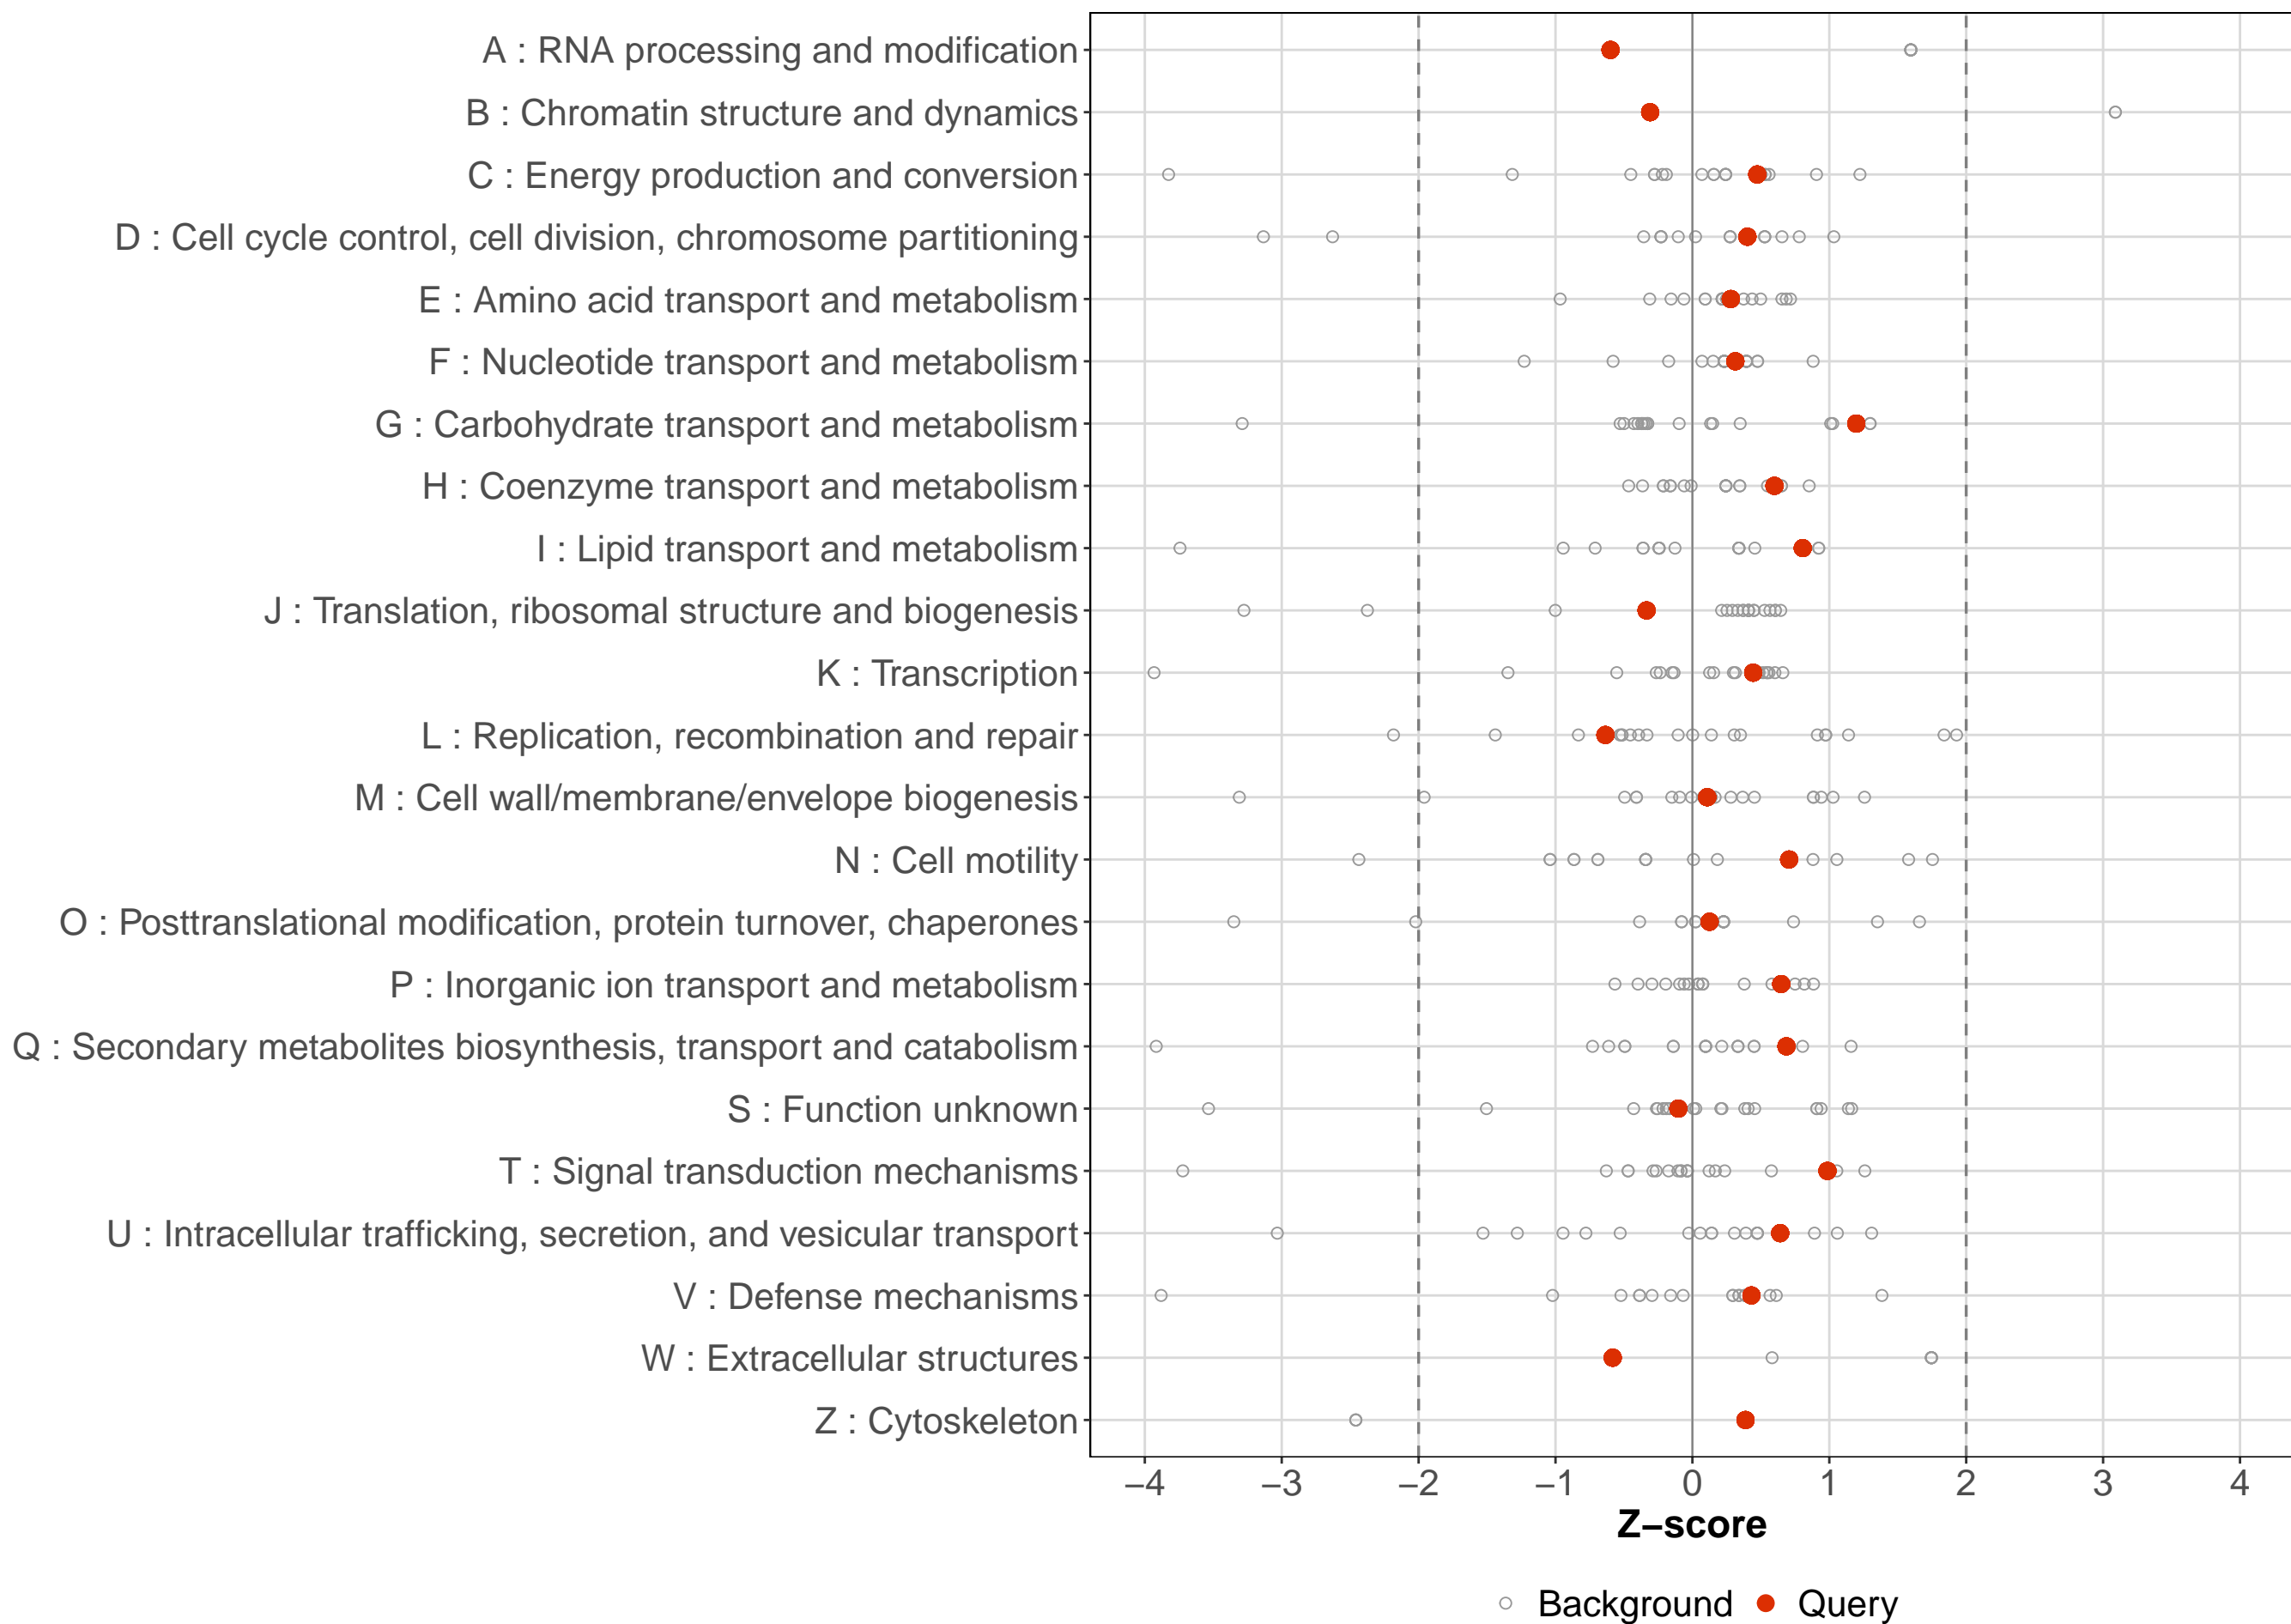 A : RNA processing and modification
B : Chromatin structure and dynamics
C : Energy production and conversion
D : Cell cycle control, cell division, chromosome partitioning
E : Amino acid transport and metabolism
F : Nucleotide transport and metabolism
G : Carbohydrate transport and metabolism
H : Coenzyme transport and metabolism
I : Lipid transport and metabolism
J : Translation, ribosomal structure and biogenesis
K : Transcription
L : Replication, recombination and repair
M : Cell wall/membrane/envelope biogenesis
N : Cell motility
O : Posttranslational modification, protein turnover, chaperones
P : Inorganic ion transport and metabolism
Q : Secondary metabolites biosynthesis, transport and catabolism
S : Function unknown
T : Signal transduction mechanisms
U : Intracellular trafficking, secretion, and vesicular transport
V : Defense mechanisms
W : Extracellular structures
Z : Cytoskeleton
−4 −3 −2 −1 0 1 2 3 4
Z−score
Background Query